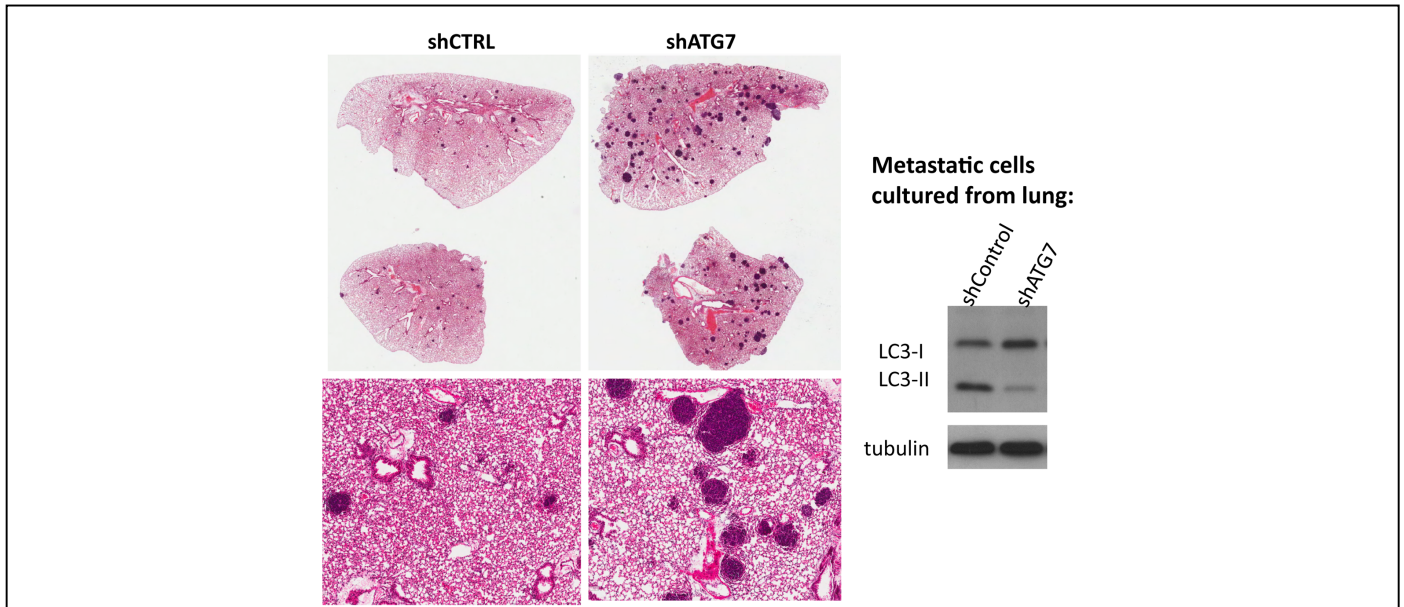 shCTRL
shATG7
Metastatic cells
cultured from lung:
shControl
shATG7
LC3-I
LC3-II
tubulin